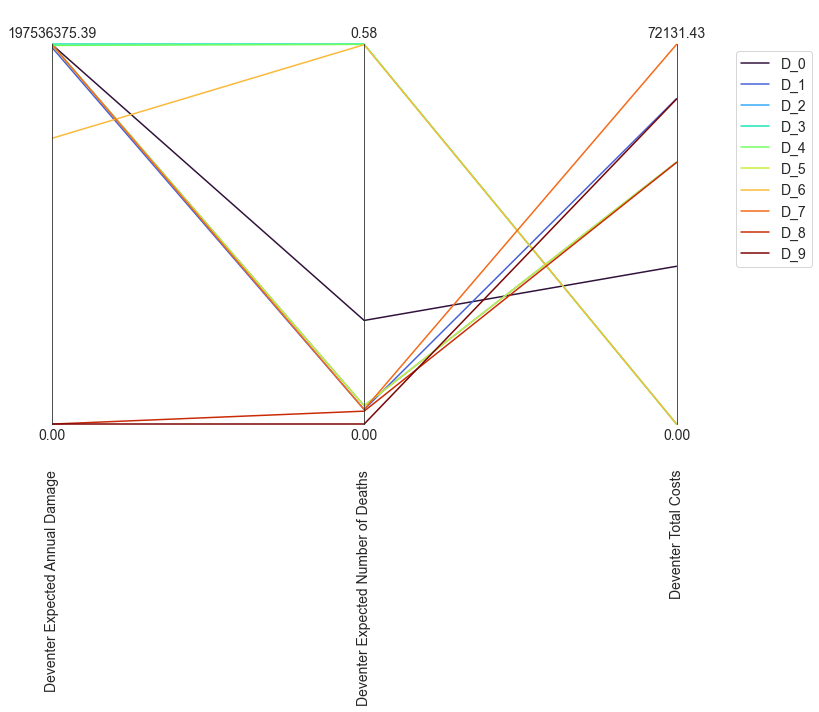 197536375.39
0.58
72131.43
D_0
D_1
D_2
D_3
D_4
D_5
D_6
D_7
D_8
D_9
0.00
0.00
0.00
Deventer Expected Annual Damage
Deventer Expected Number of Deaths
Deventer Total Costs